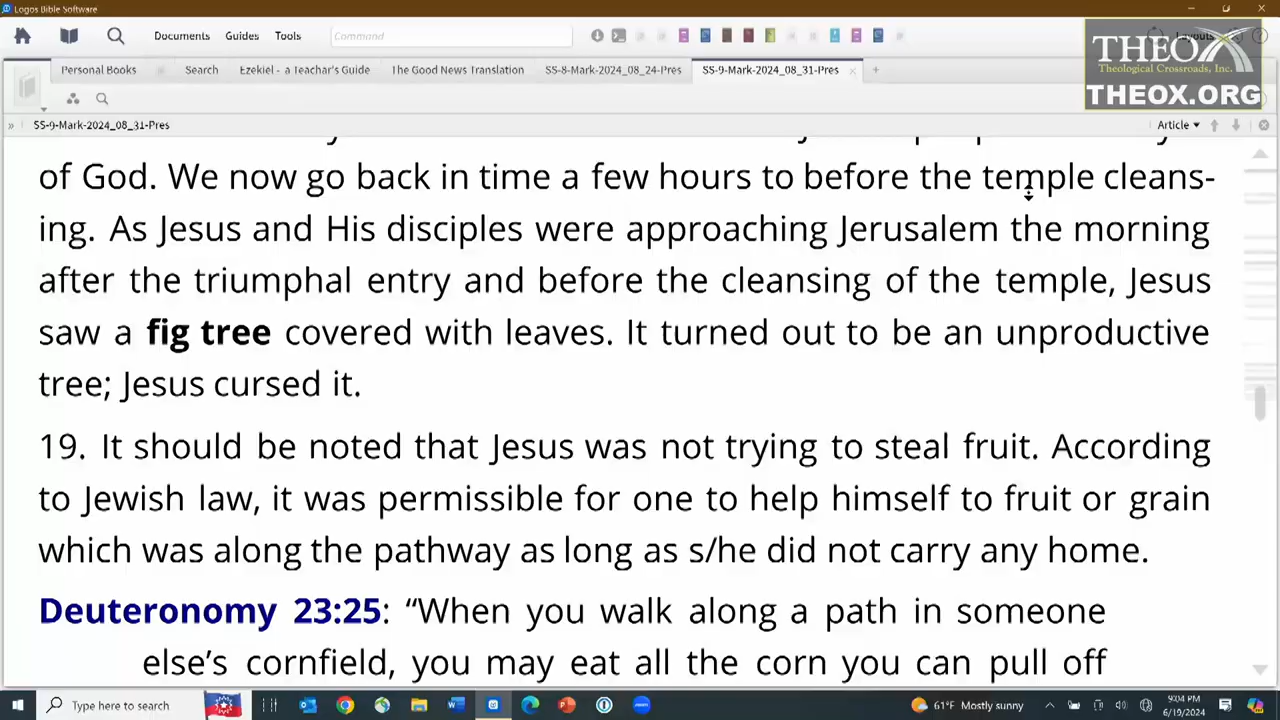 Logos Bible Software
Documents Guides Tools Command Layouts
THEOX
Theological Crossroads, Inc.
THEOX.ORG
Personal Books Search Ezekiel - a Teacher's Guide SS-8-Mark-2024_08_24-Pres SS-9-Mark-2024_08_31-Pres
SS-9-Mark-2024_08_31-Pres Article
of God. We now go back in time a few hours to before the temple cleans-
ing. As Jesus and His disciples were approaching Jerusalem the morning
after the triumphal entry and before the cleansing of the temple, Jesus
saw a fig tree covered with leaves. It turned out to be an unproductive
tree; Jesus cursed it.
19. It should be noted that Jesus was not trying to steal fruit. According
to Jewish law, it was permissible for one to help himself to fruit or grain
which was along the pathway as long as s/he did not carry any home.
Deuteronomy 23:25: “When you walk along a path in someone
else’s cornfield, you may eat all the corn you can pull off
Type here to search 61°F Mostly sunny 9:04 PM
6/19/2024